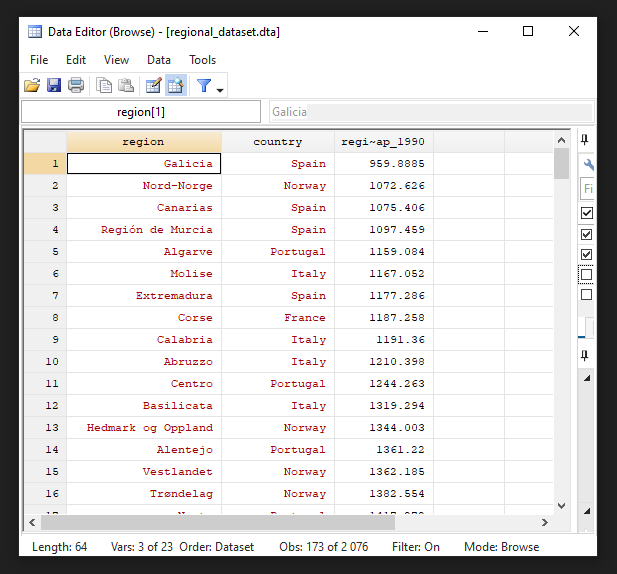 Data Editor (Browse) - [regional_dataset.dta]
File Edit View Data Tools
region[1] Galicia
region country regi~ap_1990
1 Galicia Spain 959.8885
2 Nord-Norge Norway 1072.626
3 Canarias Spain 1075.406
4 Región de Murcia Spain 1097.459
5 Algarve Portugal 1159.084
6 Molise Italy 1167.052
7 Extremadura Spain 1177.286
8 Corse France 1187.258
9 Calabria Italy 1191.36
10 Abruzzo Italy 1210.398
11 Centro Portugal 1244.263
12 Basilicata Italy 1319.294
13 Hedmark og Oppland Norway 1344.003
14 Alentejo Portugal 1361.22
15 Vestlandet Norway 1362.185
16 Trøndelag Norway 1382.554
Fi
Length: 64 Vars: 3 of 23 Order: Dataset Obs: 173 of 2 076 Filter: On Mode: Browse